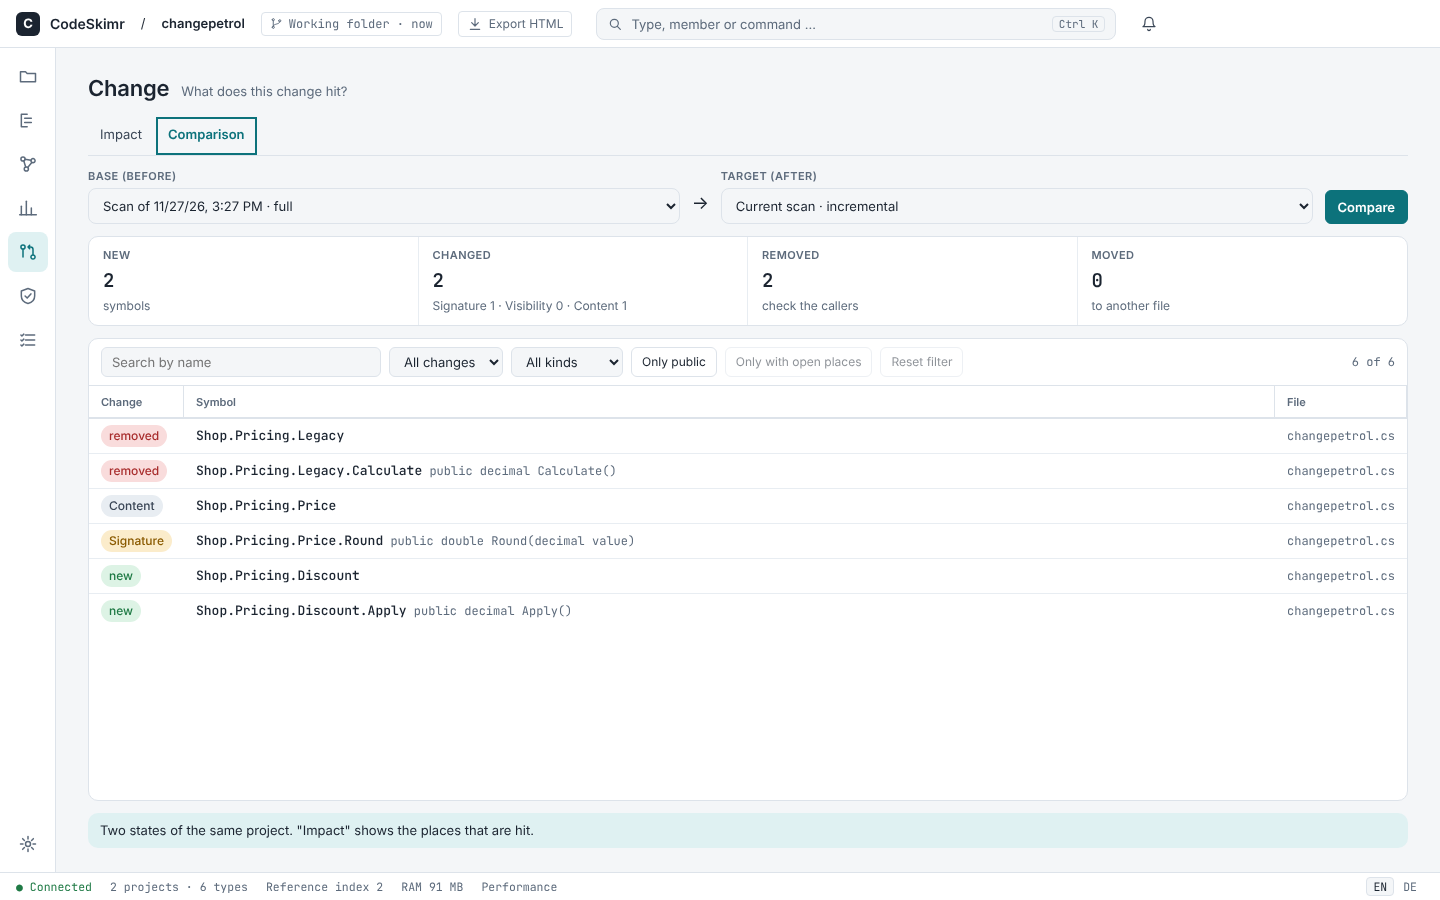 C CodeSkimr / changepetrol Working folder · now Export HTML Type, member or command ... Ctrl K
Change What does this change hit?
Impact Comparison
BASE (BEFORE) TARGET (AFTER)
Scan of 11/27/26, 3:27 PM · full → Current scan · incremental Compare
NEW CHANGED REMOVED MOVED
2 2 2 0
symbols Signature 1 · Visibility 0 · Content 1 check the callers to another file
Search by name All changes All kinds Only public Only with open places Reset filter 6 of 6
Change Symbol File
removed Shop.Pricing.Legacy changepetrol.cs
removed Shop.Pricing.Legacy.Calculate public decimal Calculate() changepetrol.cs
Content Shop.Pricing.Price changepetrol.cs
Signature Shop.Pricing.Price.Round public double Round(decimal value) changepetrol.cs
new Shop.Pricing.Discount changepetrol.cs
new Shop.Pricing.Discount.Apply public decimal Apply() changepetrol.cs
Two states of the same project. "Impact" shows the places that are hit.
Connected 2 projects · 6 types Reference index 2 RAM 91 MB Performance EN DE